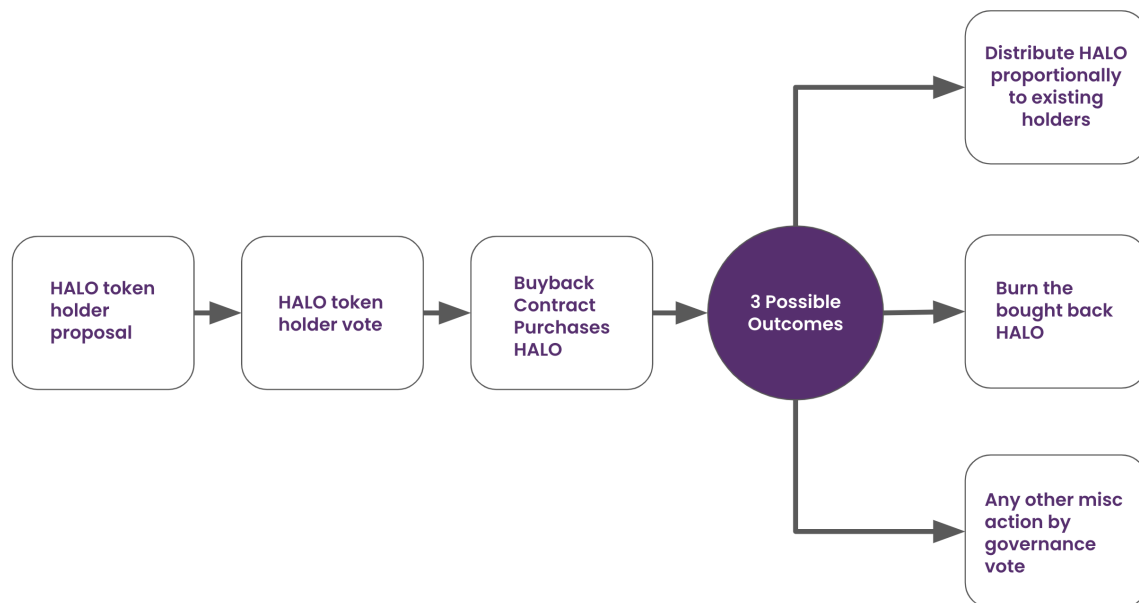 HALO token
holder
proposal
HALO token
holder vote
Buyback
Contract
Purchases
HALO
3 Possible
Outcomes
Distribute HALO
proportionally
to existing
holders
Burn the
bought back
HALO
Any other misc
action by
governance
vote